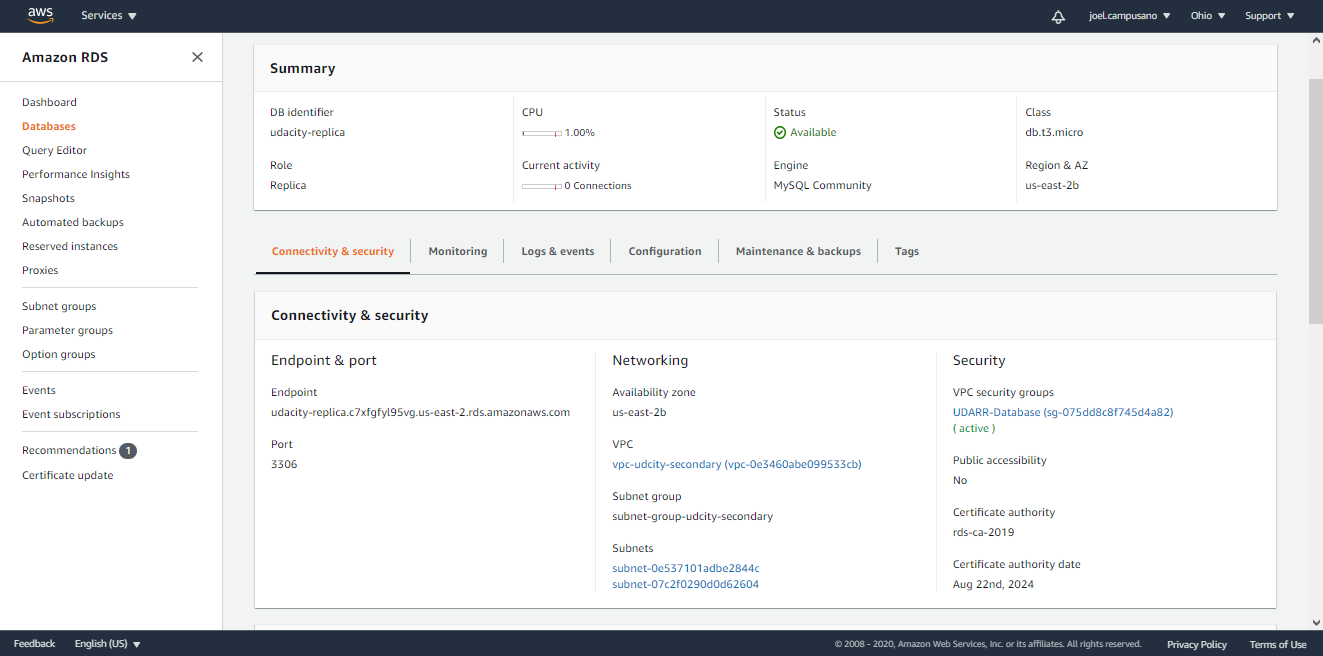 aws
Services
joel.campusano
Ohio
Support
Amazon RDS
Dashboard
Databases
Query Editor
Performance Insights
Snapshots
Automated backups
Reserved instances
Proxies
Subnet groups
Parameter groups
Option groups
Events
Event subscriptions
Recommendations 1
Certificate update
Summary
DB identifier
udacity-replica
Role
Replica
CPU
1.00%
Current activity
0 Connections
Status
Available
Engine
MySQL Community
Class
db.t3.micro
Region & AZ
us-east-2b
Connectivity & security
Monitoring
Logs & events
Configuration
Maintenance & backups
Tags
Connectivity & security
Endpoint & port
Endpoint
udacity-replica.c7xfgfyl95vg.us-east-2.rds.amazonaws.com
Port
3306
Networking
Availability zone
us-east-2b
VPC
vpc-udcity-secondary (vpc-0e3460abe099533cb)
Subnet group
subnet-group-udcity-secondary
Subnets
subnet-0e537101adbe2844c
subnet-07c2f0290d0d62604
Security
VPC security groups
UDARR-Database (sg-075dd8c8f745d4a82)
( active )
Public accessibility
No
Certificate authority
rds-ca-2019
Certificate authority date
Aug 22nd, 2024
Feedback
English (US)
© 2008 - 2020, Amazon Web Services, Inc. or its affiliates. All rights reserved.
Privacy Policy
Terms of Use